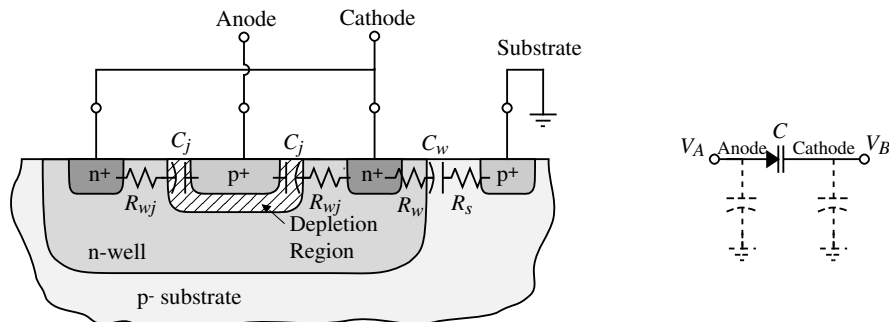 Anode
Cathode
Substrate
C_j
C_j
C_w
n+
p+
n+
p+
R_wj
R_wj
R_w
R_s
Depletion
Region
n-well
p- substrate
V_A
Anode
C
Cathode
V_B